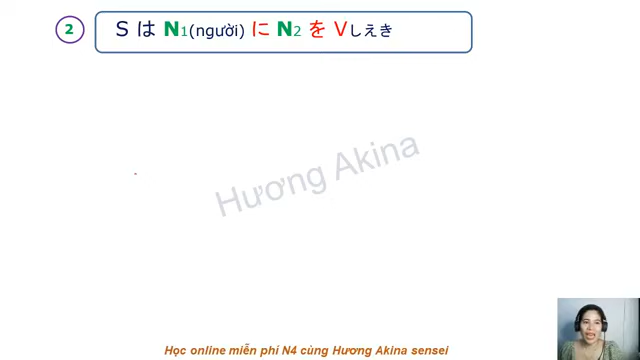 2
S は N1(người) に N2 を Vしえき
Hương Akina
Học online miễn phí N4 cùng Hương Akina sensei